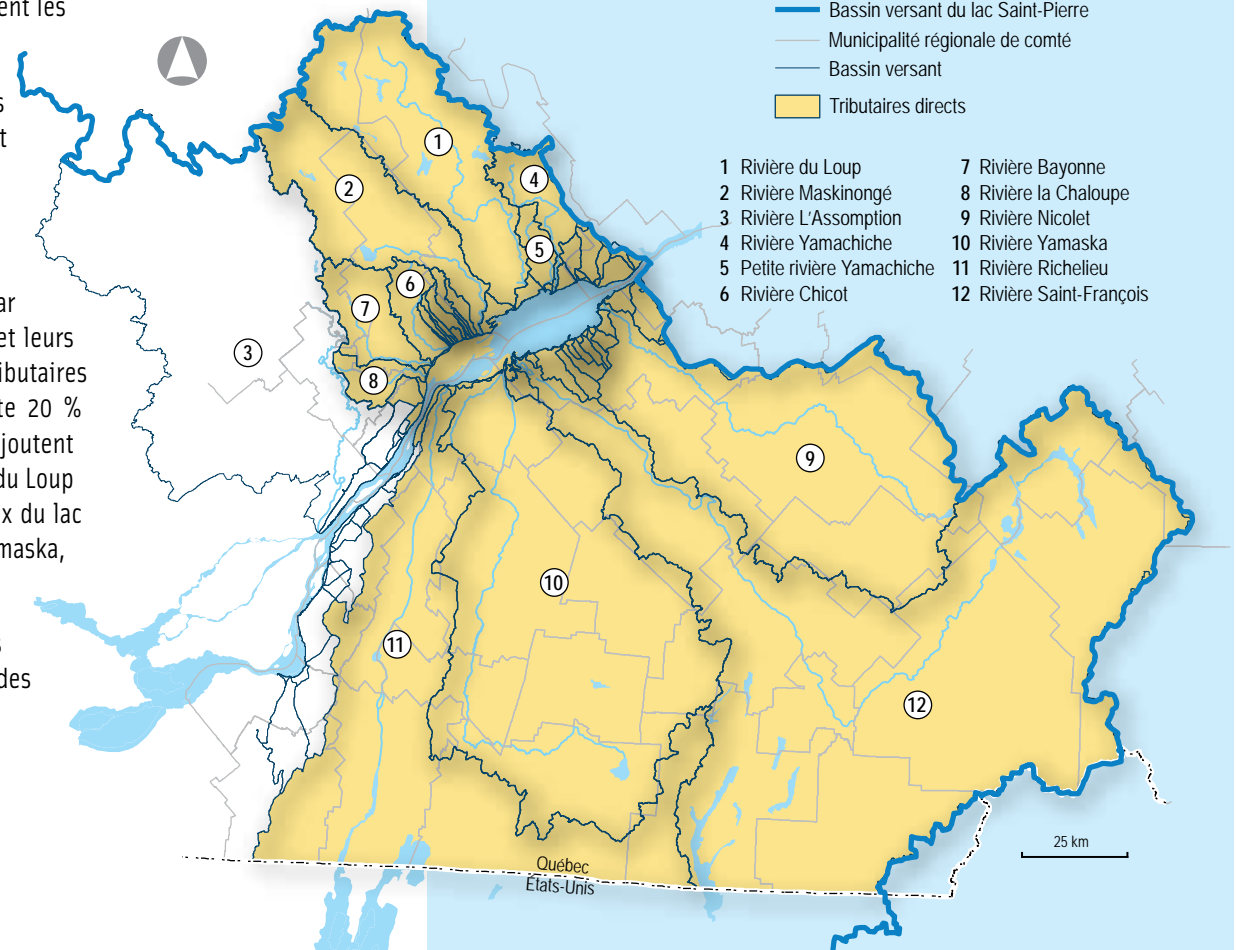 ent les
s
t
ar
et leurs
ibutaires
te 20 %
joutent
du Loup
x du lac
maska,
s
des
Bassin versant du lac Saint-Pierre
Municipalité régionale de comté
Bassin versant
Tributaires directs
1 Rivière du Loup
2 Rivière Maskinongé
3 Rivière L'Assomption
4 Rivière Yamachiche
5 Petite rivière Yamachiche
6 Rivière Chicot
7 Rivière Bayonne
8 Rivière la Chaloupe
9 Rivière Nicolet
10 Rivière Yamaska
11 Rivière Richelieu
12 Rivière Saint-François
1
2
4
5
6
7
3
8
9
10
11
12
25 km
Québec
États-Unis